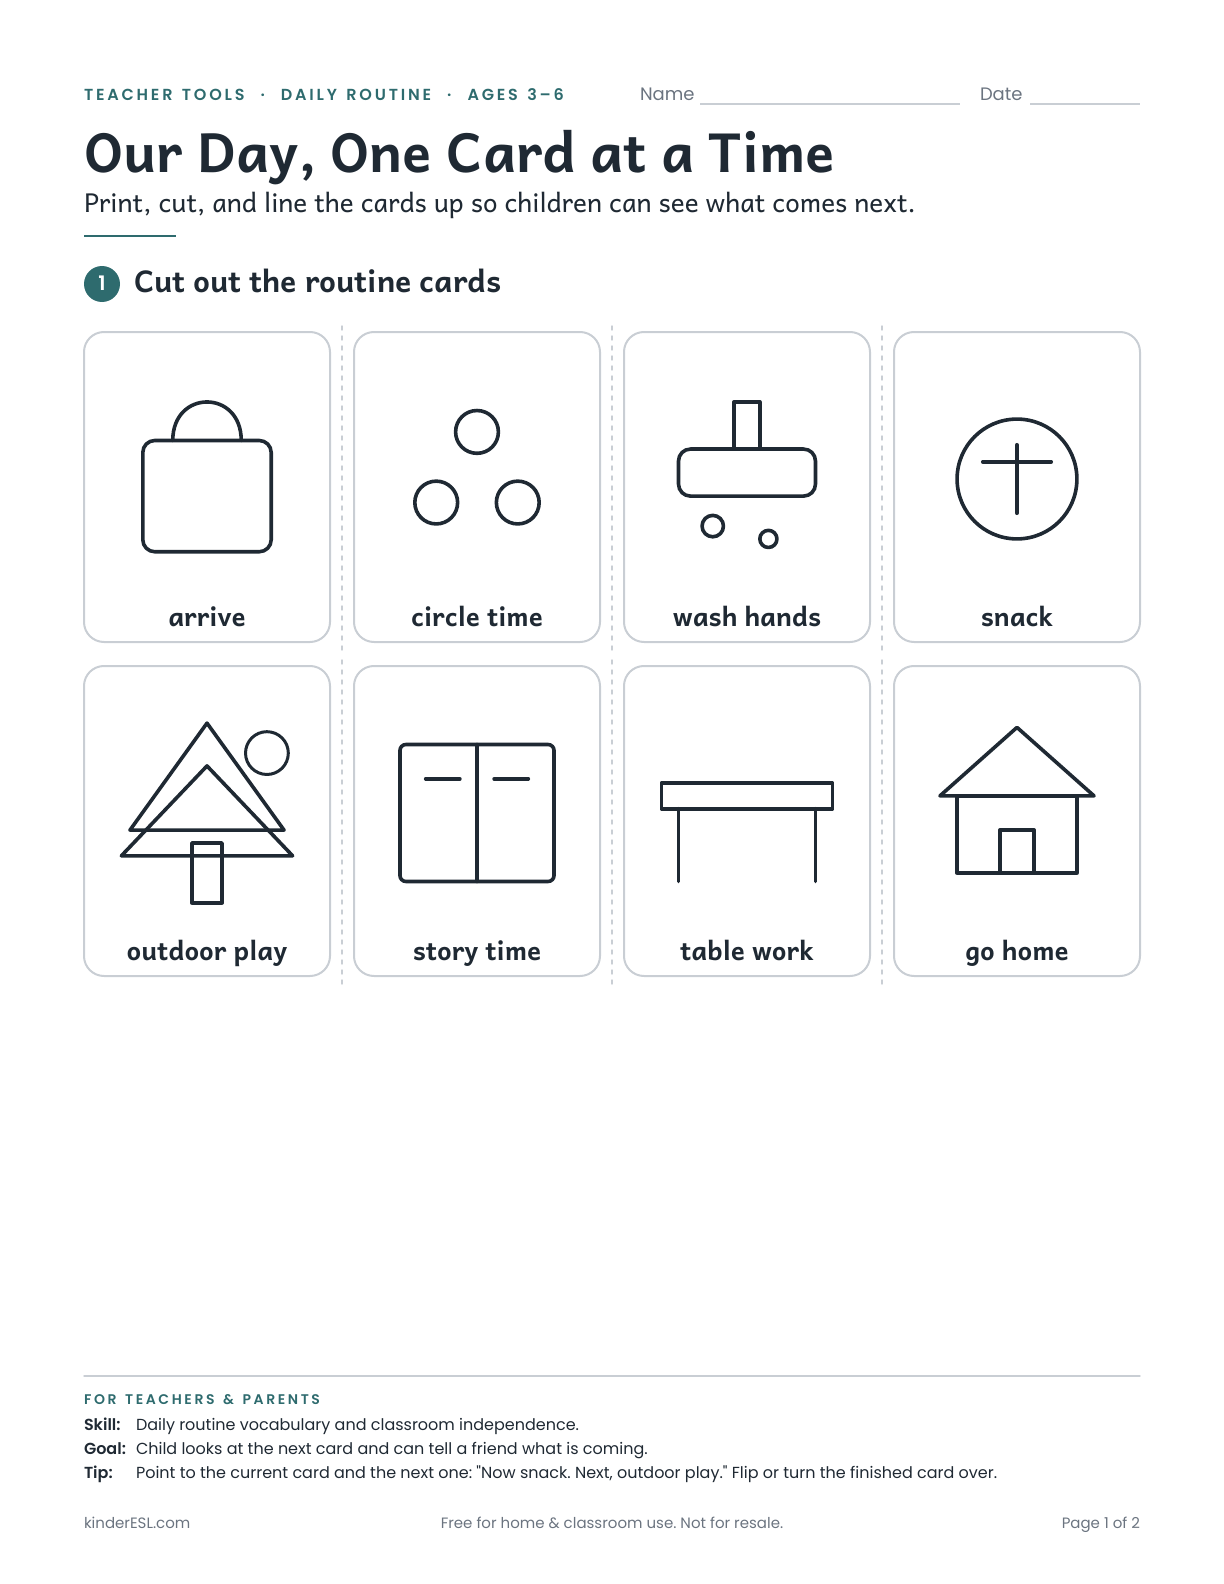 TEACHER TOOLS · DAILY ROUTINE · AGES 3–6 Name Date
Our Day, One Card at a Time
Print, cut, and line the cards up so children can see what comes next.
1 Cut out the routine cards
arrive circle time wash hands snack
outdoor play story time table work go home
FOR TEACHERS & PARENTS
Skill: Daily routine vocabulary and classroom independence.
Goal: Child looks at the next card and can tell a friend what is coming.
Tip: Point to the current card and the next one: "Now snack. Next, outdoor play." Flip or turn the finished card over.
kinderESL.com Free for home & classroom use. Not for resale. Page 1 of 2